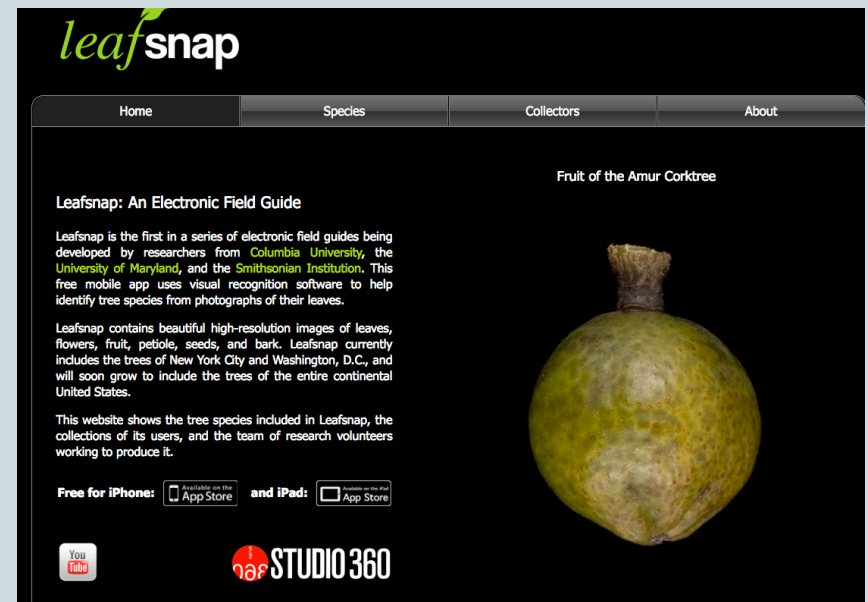 leafsnap
Home Species Collectors About
Fruit of the Amur Corktree
Leafsnap: An Electronic Field Guide
Leafsnap is the first in a series of electronic field guides being
developed by researchers from Columbia University, the
University of Maryland, and the Smithsonian Institution. This
free mobile app uses visual recognition software to help
identify tree species from photographs of their leaves.
Leafsnap contains beautiful high-resolution images of leaves,
flowers, fruit, petiole, seeds, and bark. Leafsnap currently
includes the trees of New York City and Washington, D.C., and
will soon grow to include the trees of the entire continental
United States.
This website shows the tree species included in Leafsnap, the
collections of its users, and the team of research volunteers
working to produce it.
Free for iPhone: Available on the App Store and iPad: Available on the iPad App Store
You Tube
STUDIO 360